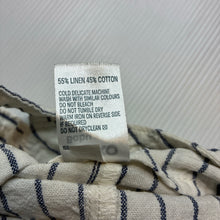 55% LINEN 45% COTTON
COLD DELICATE MACHINE
WASH WITH SIMILAR COLOURS
DO NOT BLEACH
DO NOT TUMBLE DRY
WARM IRON ON REVERSE SIDE
IF REQUIRED
DO NOT DRYCLEAN